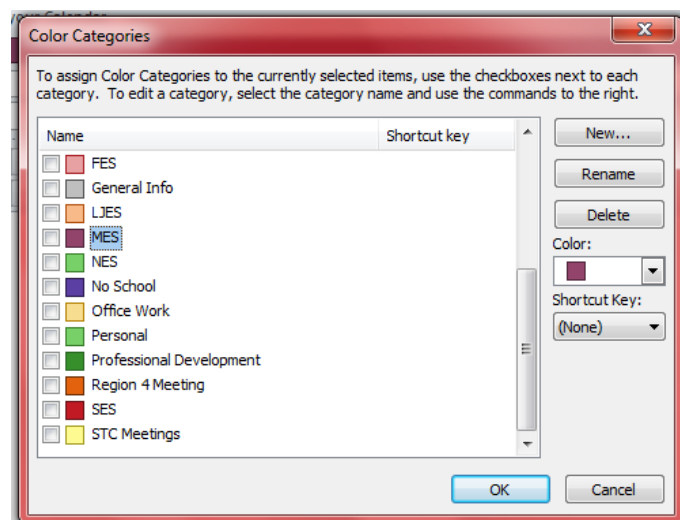 Color Categories
To assign Color Categories to the currently selected items, use the checkboxes next to each
category. To edit a category, select the category name and use the commands to the right.
Name Shortcut key
FES
General Info
LJES
MES
NES
No School
Office Work
Personal
Professional Development
Region 4 Meeting
SES
STC Meetings
New...
Rename
Delete
Color:
Shortcut Key:
(None)
OK Cancel